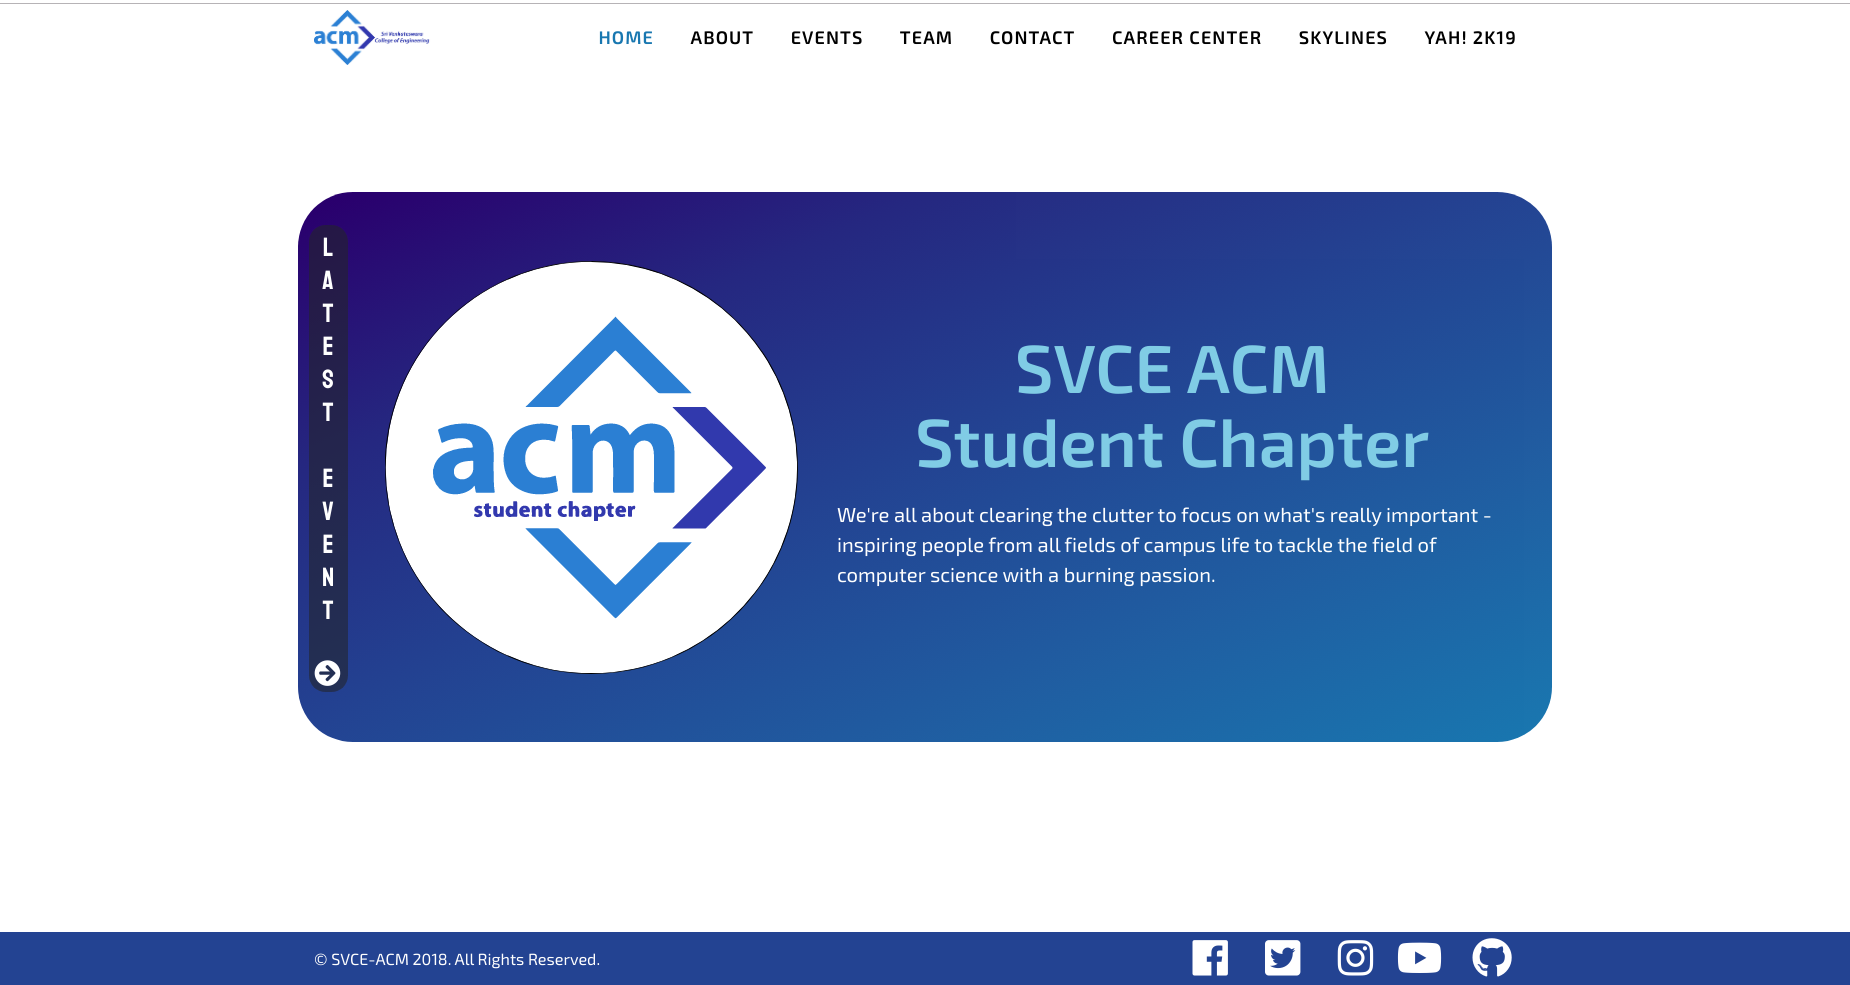 acm
Sri Venkateswara
College of Engineering
HOME ABOUT EVENTS TEAM CONTACT CAREER CENTER SKYLINES YAH! 2K19
LATEST EVENT
acm
student chapter
SVCE ACM
Student Chapter
We're all about clearing the clutter to focus on what's really important -
inspiring people from all fields of campus life to tackle the field of
computer science with a burning passion.
© SVCE-ACM 2018. All Rights Reserved.